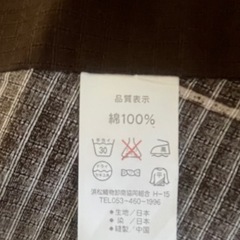 品質表示
綿100%
30
浜松織物卸商協同組合 H-15
TEL053-460-1996
*生地/日本
*染/日本
*縫製/中国